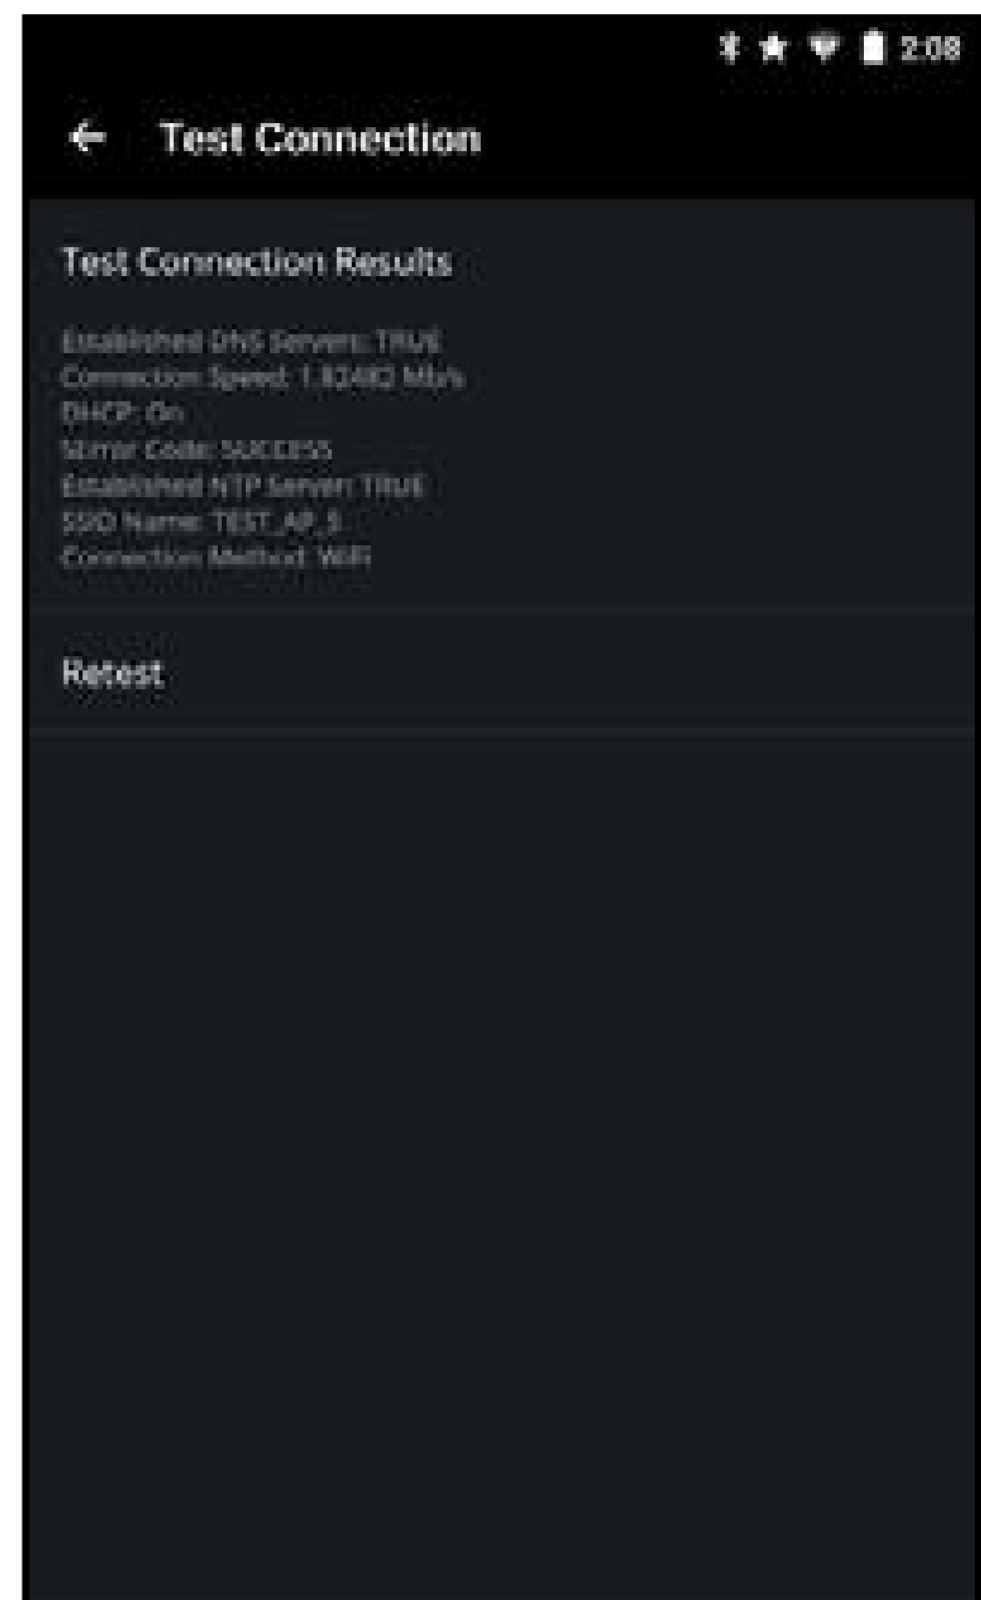 2:08
Test Connection
Test Connection Results
Established DNS Servers: TRUE
Connection Speed: 1.82482 Mb/s
DHCP: On
SError Code: SUCCESS
Established NTP Server: TRUE
SSID Name: TEST_AP_5
Connection Method: WiFi
Retest